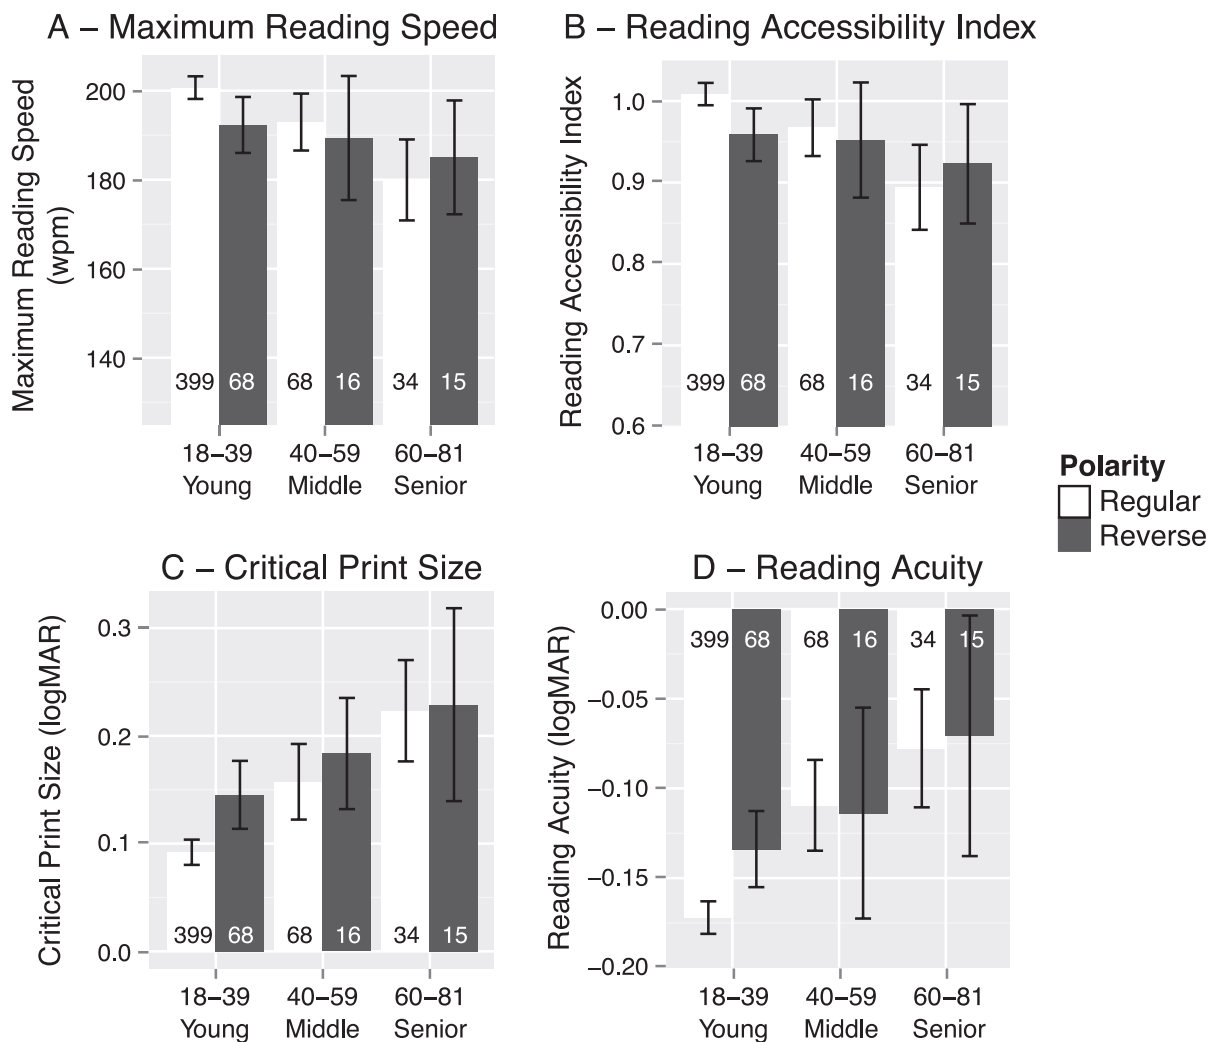 A – Maximum Reading Speed
Maximum Reading Speed
(wpm)
200
180
160
140
399 68 68 16 34 15
18–39 40–59 60–81
Young Middle Senior
B – Reading Accessibility Index
Reading Accessibility Index
1.0
0.9
0.8
0.7
0.6
399 68 68 16 34 15
18–39 40–59 60–81
Young Middle Senior
Polarity
Regular
Reverse
C – Critical Print Size
Critical Print Size (logMAR)
0.3
0.2
0.1
0.0
399 68 68 16 34 15
18–39 40–59 60–81
Young Middle Senior
D – Reading Acuity
Reading Acuity (logMAR)
0.00
−0.05
−0.10
−0.15
−0.20
399 68 68 16 34 15
18–39 40–59 60–81
Young Middle Senior